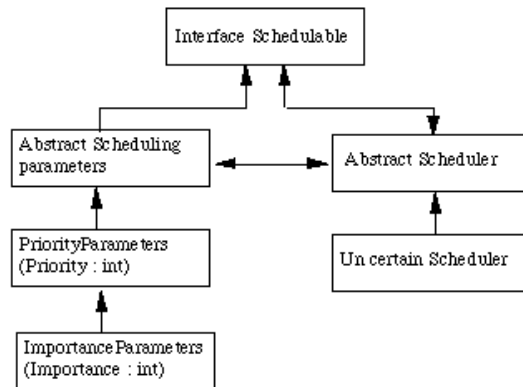 Interface Schedulable
Abstract Scheduling
parameters
Abstract Scheduler
PriorityParameters
(Priority : int)
Un certain Scheduler
ImportanceParameters
(Importance : int)